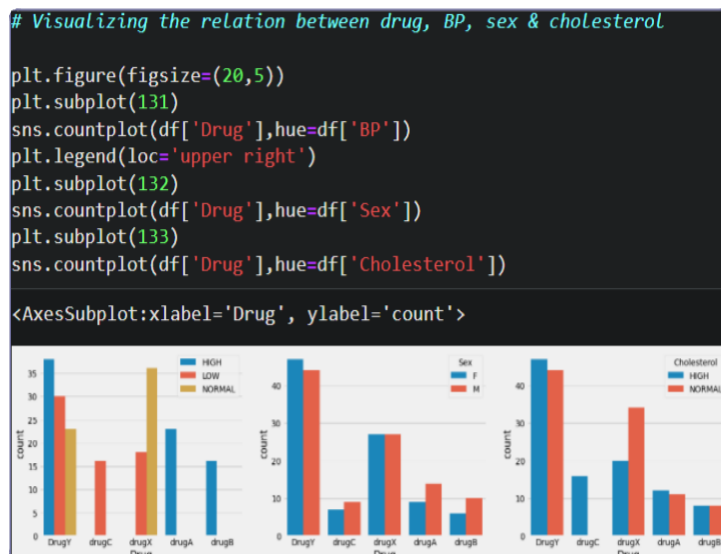 # Visualizing the relation between drug, BP, sex & cholesterol
plt.figure(figsize=(20,5))
plt.subplot(131)
sns.countplot(df['Drug'],hue=df['BP'])
plt.legend(loc='upper right')
plt.subplot(132)
sns.countplot(df['Drug'],hue=df['Sex'])
plt.subplot(133)
sns.countplot(df['Drug'],hue=df['Cholesterol'])
<AxesSubplot:xlabel='Drug', ylabel='count'>
HIGH
LOW
NORMAL
35
30
25
20
15
10
5
0
count
DrugY drugC drugX drugA drugB
Drug
Sex
F
M
40
30
20
10
0
count
DrugY drugC drugX drugA drugB
Drug
Cholesterol
HIGH
NORMAL
40
30
20
10
0
count
DrugY drugC drugX drugA drugB
Drug